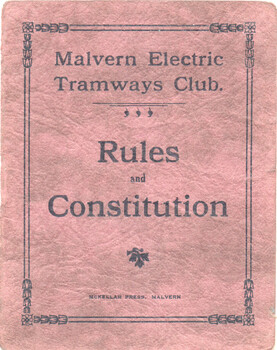 Malvern Electric
Tramways Club.
Rules
and
Constitution
McKellar Press, Malvern